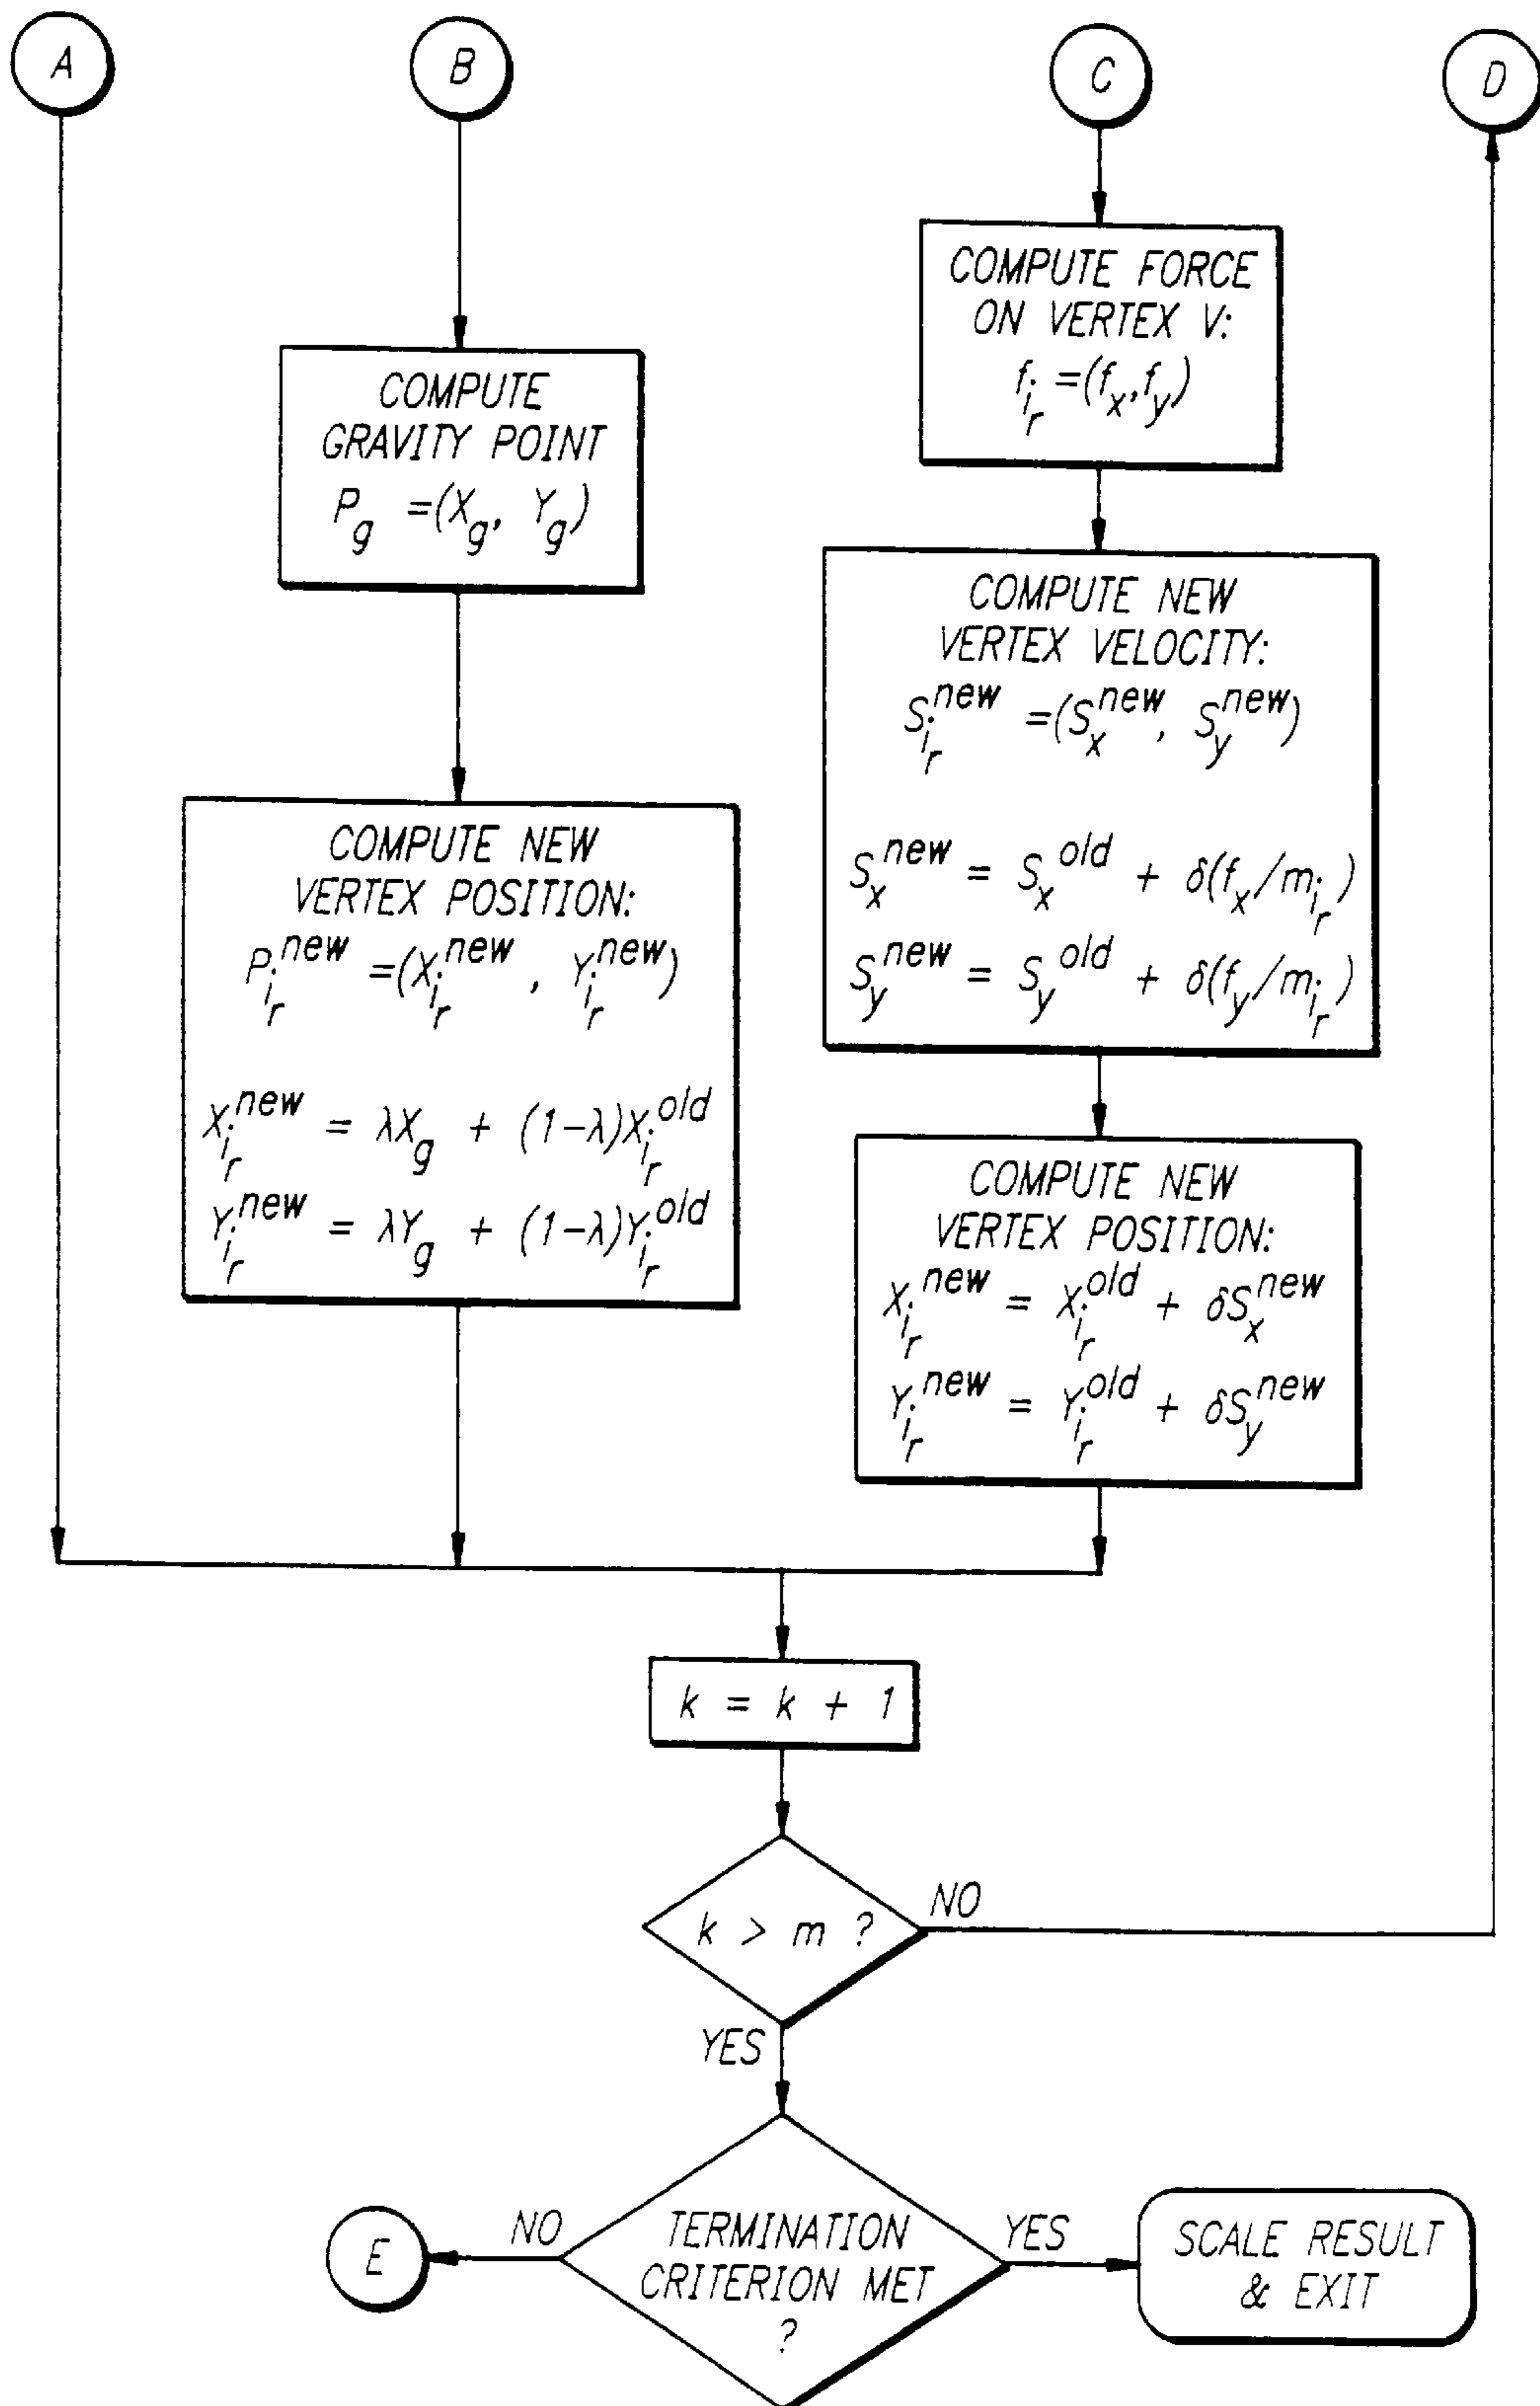 A
B
C
D
COMPUTE FORCE
ON VERTEX V:
f_{i_r} =(f_x, f_y)
COMPUTE
GRAVITY POINT
P_g =(X_g, Y_g)
COMPUTE NEW
VERTEX VELOCITY:
S_{i_r}^{new} =(S_x^{new}, S_y^{new})
S_x^{new} = S_x^{old} + δ(f_x/m_{i_r})
S_y^{new} = S_y^{old} + δ(f_y/m_{i_r})
COMPUTE NEW
VERTEX POSITION:
P_{i_r}^{new} =(X_{i_r}^{new}, Y_{i_r}^{new})
X_{i_r}^{new} = λX_g + (1-λ)X_{i_r}^{old}
Y_{i_r}^{new} = λY_g + (1-λ)Y_{i_r}^{old}
COMPUTE NEW
VERTEX POSITION:
X_{i_r}^{new} = X_{i_r}^{old} + δS_x^{new}
Y_{i_r}^{new} = Y_{i_r}^{old} + δS_y^{new}
k = k + 1
k > m ?
NO
YES
TERMINATION
CRITERION MET
?
NO
E
YES
SCALE RESULT
& EXIT